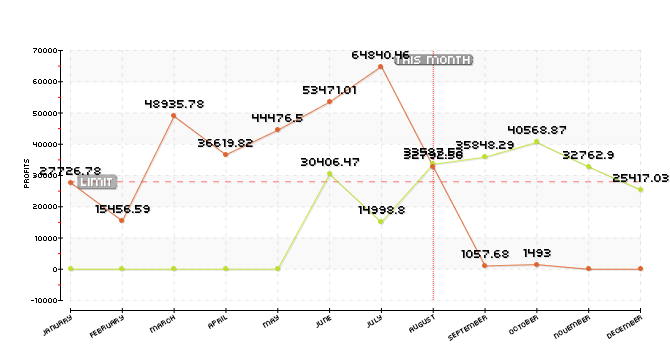 70000
60000
50000
40000
30000
20000
10000
0
-10000
PROFITS
THIS MONTH
LIMIT
27726.78
15456.59
48935.78
36619.82
44476.5
53471.01
64840.46
32792.56
1057.68
1493
30406.47
14998.8
35848.29
40568.87
32762.9
25417.03
JANUARY
FEBRUARY
MARCH
APRIL
MAY
JUNE
JULY
AUGUST
SEPTEMBER
OCTOBER
NOVEMBER
DECEMBER